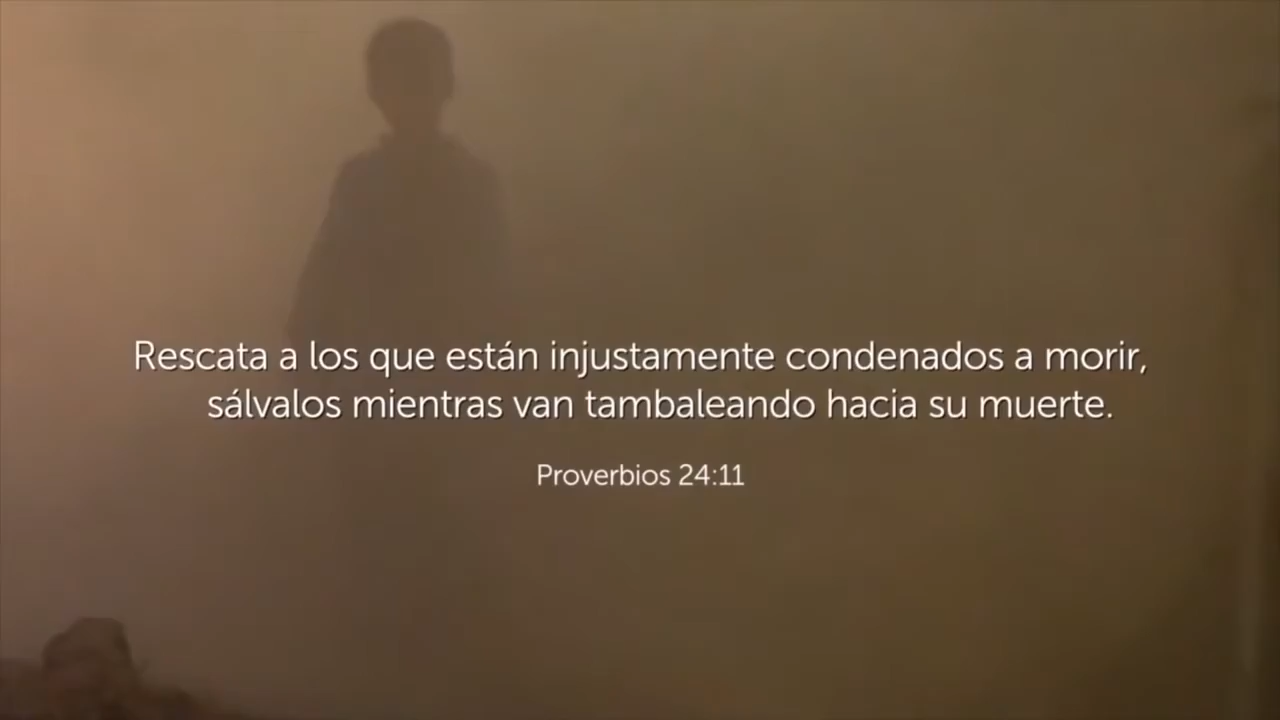 Rescata a los que están injustamente condenados a morir,
sálvalos mientras van tambaleando hacia su muerte.
Proverbios 24:11